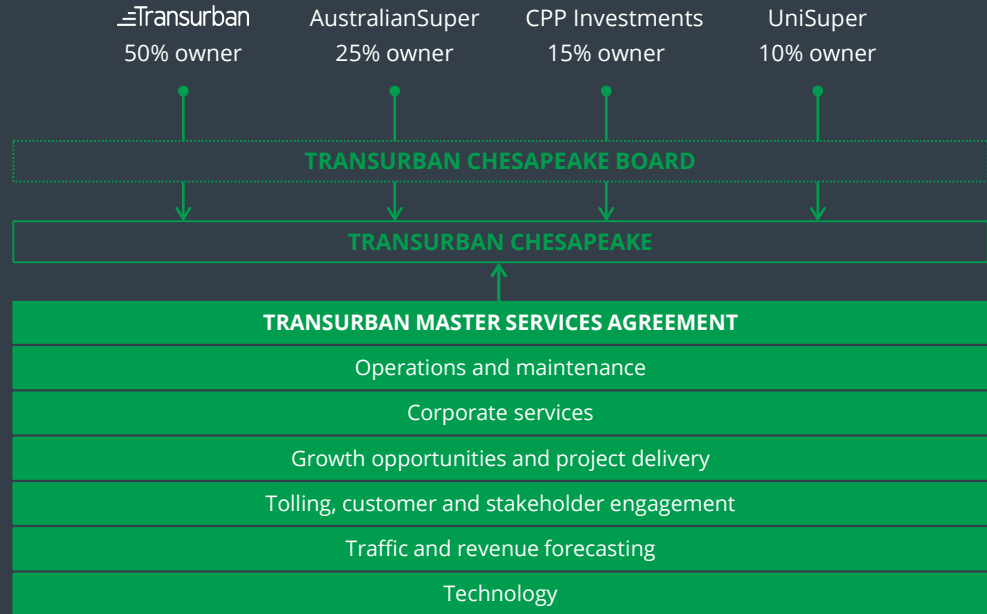 Transurban AustralianSuper CPP Investments UniSuper
50% owner 25% owner 15% owner 10% owner
TRANSURBAN CHESAPEAKE BOARD
TRANSURBAN CHESAPEAKE
TRANSURBAN MASTER SERVICES AGREEMENT
Operations and maintenance
Corporate services
Growth opportunities and project delivery
Tolling, customer and stakeholder engagement
Traffic and revenue forecasting
Technology